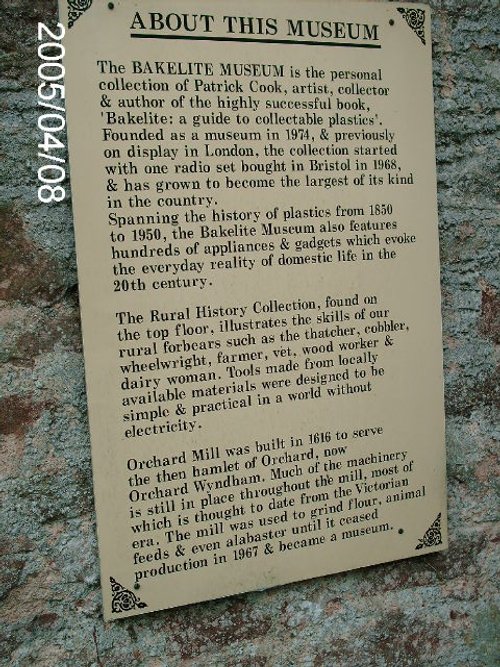 ABOUT THIS MUSEUM
The BAKELITE MUSEUM is the personal
collection of Patrick Cook, artist, collector
& author of the highly successful book,
'Bakelite: a guide to collectable plastics'.
Founded as a museum in 1974, & previously
on display in London, the collection started
with one radio set bought in Bristol in 1968,
& has grown to become the largest of its kind
in the country.
Spanning the history of plastics from 1850
to 1950, the Bakelite Museum also features
hundreds of appliances & gadgets which evoke
the everyday reality of domestic life in the
20th century.
The Rural History Collection, found on
the top floor, illustrates the skills of our
rural forbears such as the thatcher, cobbler,
wheelwright, farmer, vet, wood worker &
dairy woman. Tools made from locally
available materials were designed to be
simple & practical in a world without
electricity.
Orchard Mill was built in 1616 to serve
the then hamlet of Orchard, now
Orchard Wyndham. Much of the machinery
is still in place throughout the mill, most of
which is thought to date from the Victorian
era. The mill was used to grind flour, animal
feeds & even alabaster until it ceased
production in 1967 & became a museum.
2005/04/08